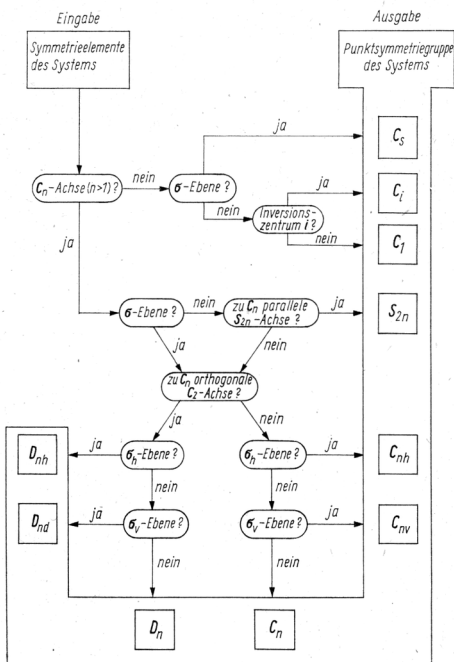 Eingabe
Ausgabe
Symmetrieelemente
des Systems
Punktsymmetriegruppe
des Systems
ja
C_s
C_n-Achse(n>1)?
nein
σ-Ebene?
ja
C_i
nein
Inversions-
zentrum i?
nein
C_1
ja
σ-Ebene?
nein
zu C_n parallele
S_2n-Achse?
ja
S_2n
ja
nein
zu C_n orthogonale
C_2-Achse?
ja
nein
D_nh
ja
σ_h-Ebene?
σ_h-Ebene?
ja
C_nh
nein
nein
D_nd
ja
σ_v-Ebene?
σ_v-Ebene?
ja
C_nv
nein
nein
D_n
C_n